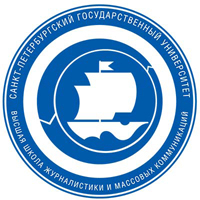 САНКТ-ПЕТЕРБУРГСКИЙ ГОСУДАРСТВЕННЫЙ УНИВЕРСИТЕТ
ВЫСШАЯ ШКОЛА ЖУРНАЛИСТИКИ И МАССОВЫХ КОММУНИКАЦИЙ